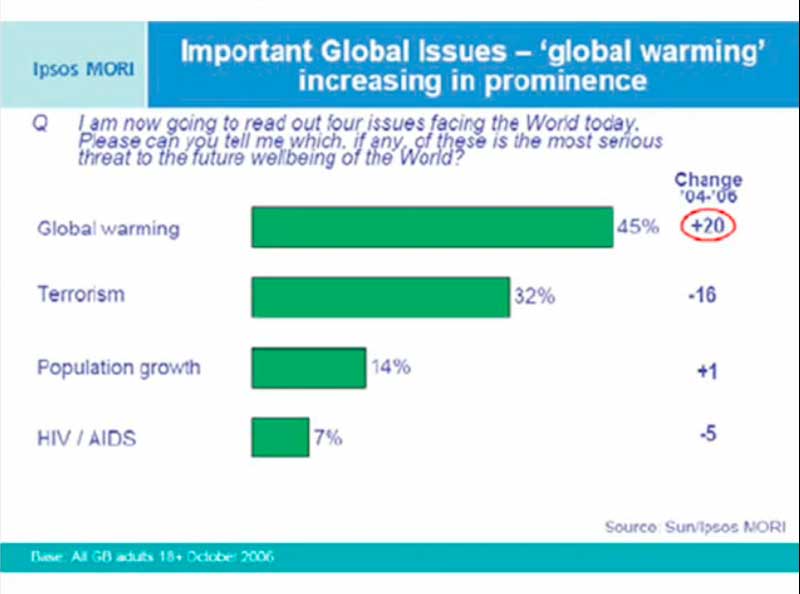 Ipsos MORI
Important Global Issues – ‘global warming’
increasing in prominence
Q I am now going to read out four issues facing the World today.
Please can you tell me which, if any, of these is the most serious
threat to the future wellbeing of the World?
Change
’04-’06
Global warming 45% +20
Terrorism 32% -16
Population growth 14% +1
HIV / AIDS 7% -5
Source: Sun/Ipsos MORI
Base: All GB adults 18+ October 2006